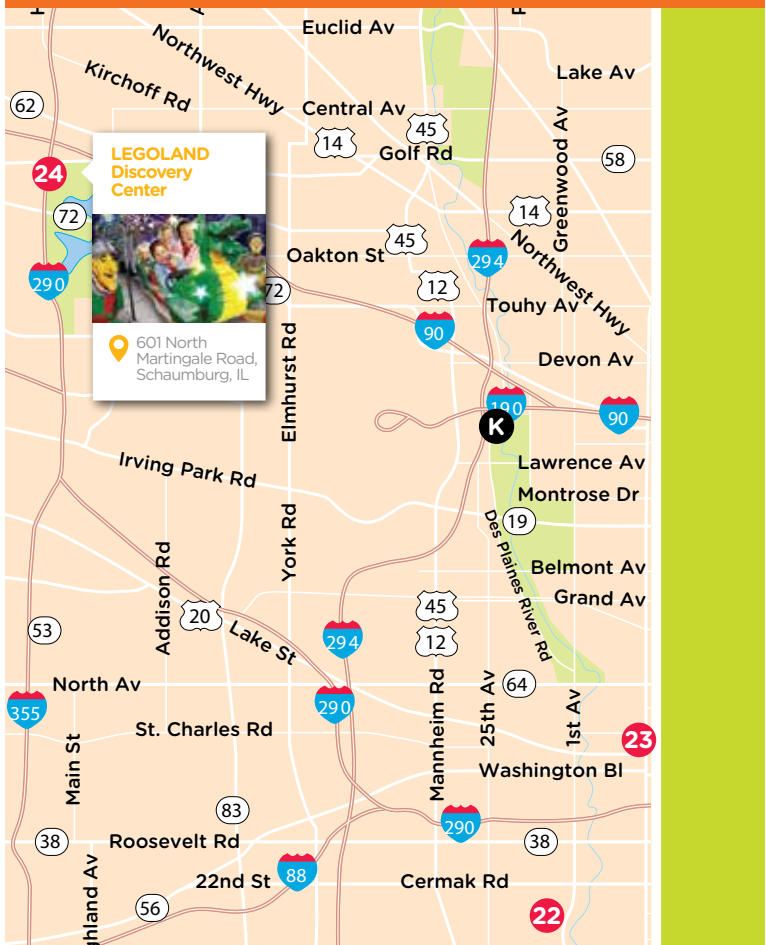 Euclid Av
Northwest Hwy
Kirchoff Rd
Lake Av
62
Central Av
45
14
Golf Rd
Greenwood Av
58
LEGOLAND
Discovery
Center
24
72
14
45
Oakton St
Northwest Hwy
294
290
72
12
Touhy Av
90
601 North
Martingale Road,
Schaumburg, IL
Elmhurst Rd
Devon Av
190
90
K
Irving Park Rd
Lawrence Av
Montrose Dr
19
York Rd
Des Plaines River Rd
Addison Rd
Belmont Av
Grand Av
45
20
Lake St
53
294
12
North Av
64
290
355
Mannheim Rd
25th Av
1st Av
St. Charles Rd
23
Main St
Washington Bl
83
290
38
Roosevelt Rd
38
88
22nd St
Cermak Rd
56
22